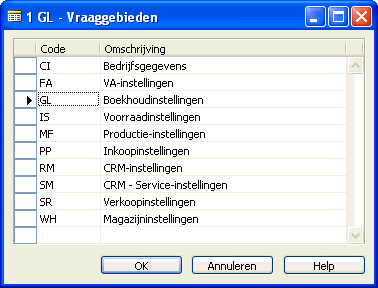 1 GL - Vraaggebieden
Code Omschrijving
CI Bedrijfsgegevens
FA VA-instellingen
GL Boekhoudinstellingen
IS Voorraadinstellingen
MF Productie-instellingen
PP Inkoopinstellingen
RM CRM-instellingen
SM CRM - Service-instellingen
SR Verkoopinstellingen
WH Magazijninstellingen
OK Annuleren Help